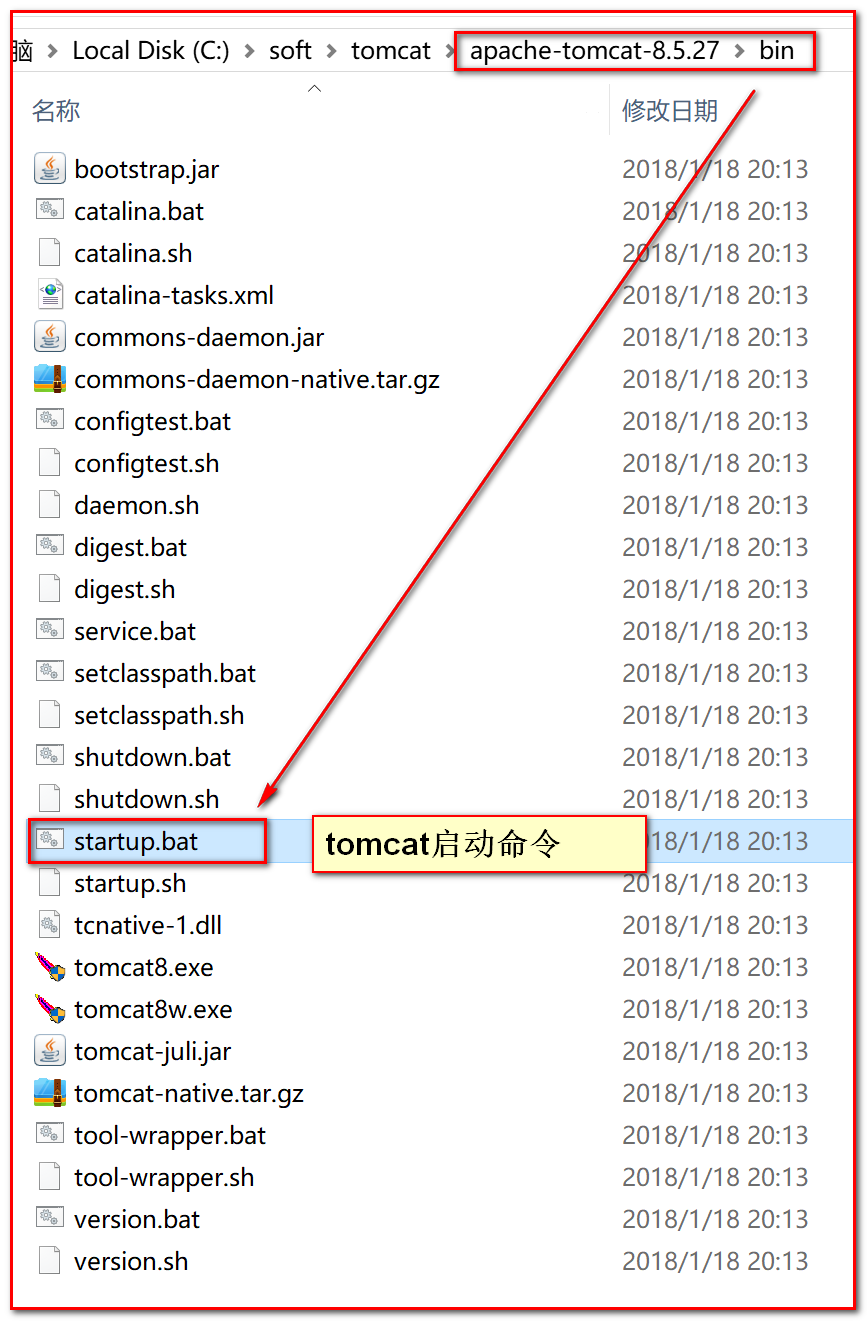 脑 > Local Disk (C:) > soft > tomcat > apache-tomcat-8.5.27 > bin
名称 修改日期
bootstrap.jar 2018/1/18 20:13
catalina.bat 2018/1/18 20:13
catalina.sh 2018/1/18 20:13
catalina-tasks.xml 2018/1/18 20:13
commons-daemon.jar 2018/1/18 20:13
commons-daemon-native.tar.gz 2018/1/18 20:13
configtest.bat 2018/1/18 20:13
configtest.sh 2018/1/18 20:13
daemon.sh 2018/1/18 20:13
digest.bat 2018/1/18 20:13
digest.sh 2018/1/18 20:13
service.bat 2018/1/18 20:13
setclasspath.bat 2018/1/18 20:13
setclasspath.sh 2018/1/18 20:13
shutdown.bat 2018/1/18 20:13
shutdown.sh 2018/1/18 20:13
startup.bat tomcat启动命令 18/1/18 20:13
startup.sh 2018/1/18 20:13
tcnative-1.dll 2018/1/18 20:13
tomcat8.exe 2018/1/18 20:13
tomcat8w.exe 2018/1/18 20:13
tomcat-juli.jar 2018/1/18 20:13
tomcat-native.tar.gz 2018/1/18 20:13
tool-wrapper.bat 2018/1/18 20:13
tool-wrapper.sh 2018/1/18 20:13
version.bat 2018/1/18 20:13
version.sh 2018/1/18 20:13